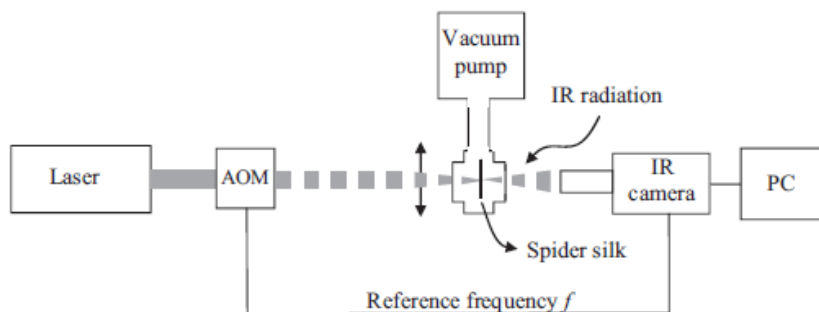 Vacuum
pump
IR radiation
Laser
AOM
IR
camera
PC
Spider silk
Reference frequency f